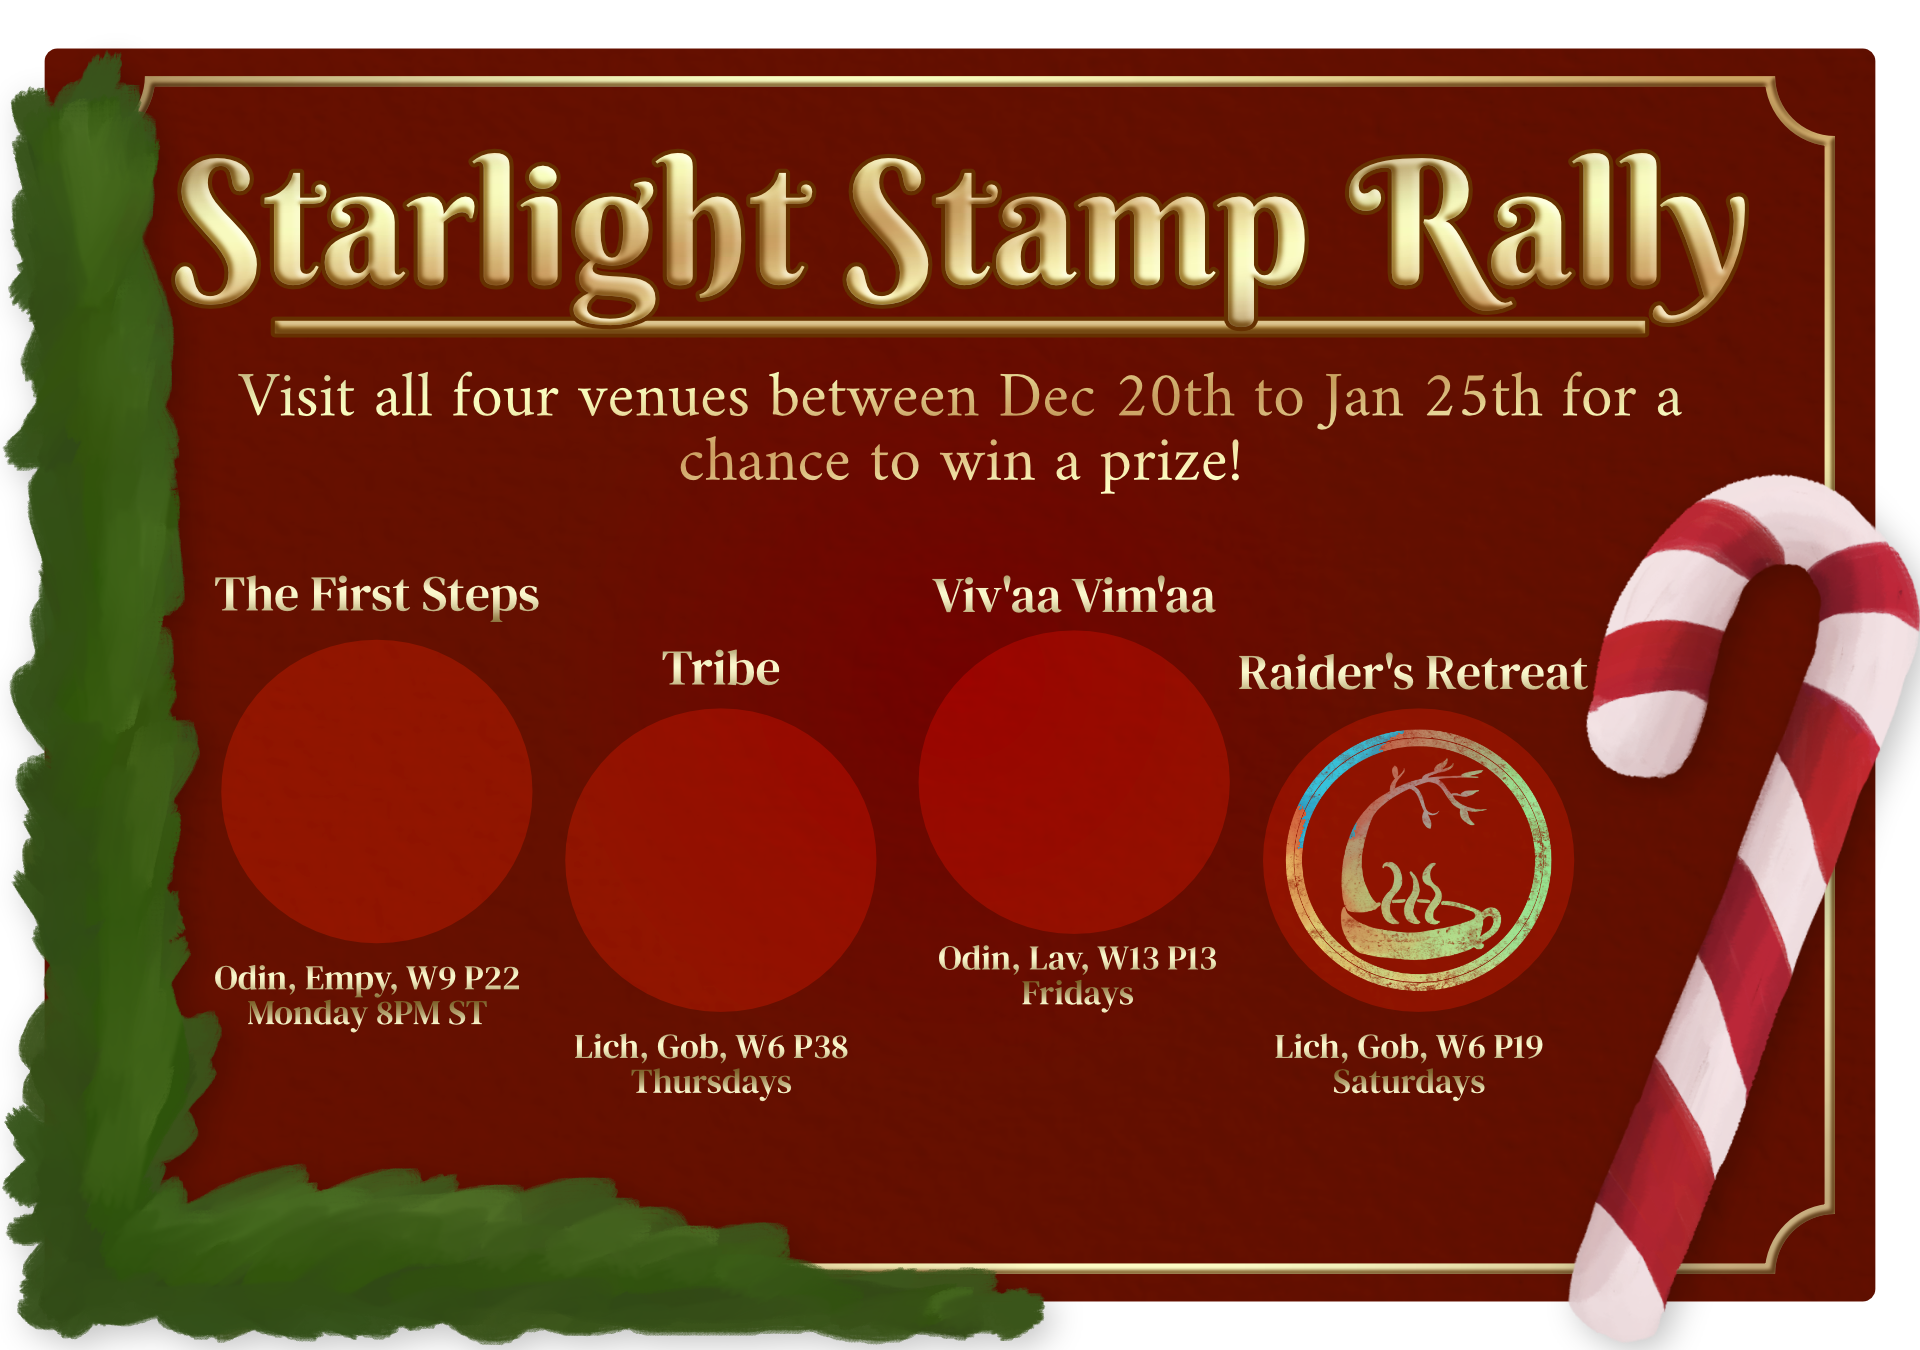 Starlight Stamp Rally
Visit all four venues between Dec 20th to Jan 25th for a
chance to win a prize!
The First Steps
Odin, Empy, W9 P22
Monday 8PM ST
Tribe
Lich, Gob, W6 P38
Thursdays
Viv'aa Vim'aa
Odin, Lav, W13 P13
Fridays
Raider's Retreat
Lich, Gob, W6 P19
Saturdays